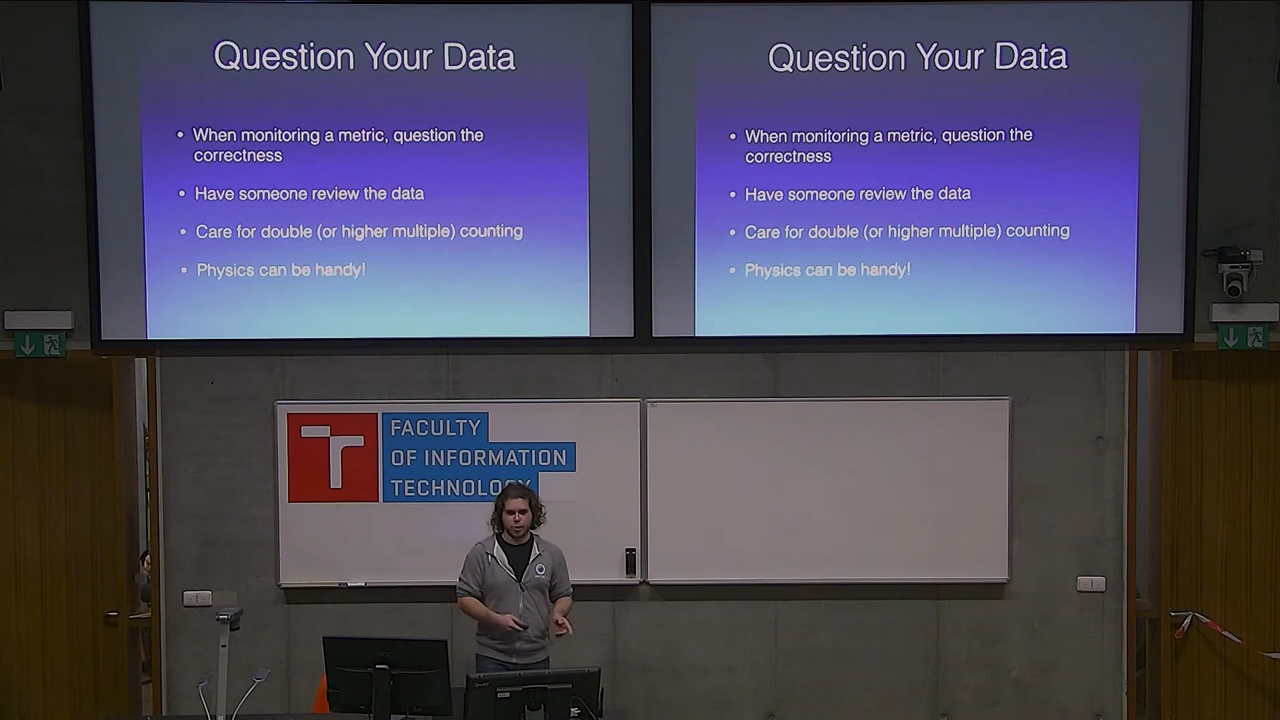 Question Your Data
• When monitoring a metric, question the
correctness
• Have someone review the data
• Care for double (or higher multiple) counting
• Physics can be handy!
Question Your Data
• When monitoring a metric, question the
correctness
• Have someone review the data
• Care for double (or higher multiple) counting
• Physics can be handy!
T
FACULTY
OF INFORMATION
TECHNOLOGY